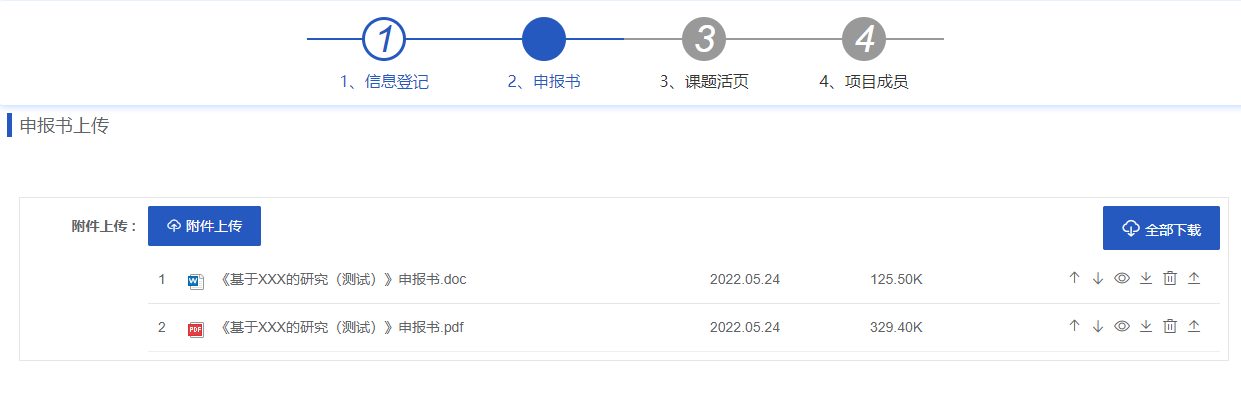 1 3 4
1、信息登记 2、申报书 3、课题活页 4、项目成员
申报书上传
附件上传： 附件上传 全部下载
1 W 《基于XXX的研究（测试）》申报书.doc 2022.05.24 125.50K
2 PDF 《基于XXX的研究（测试）》申报书.pdf 2022.05.24 329.40K